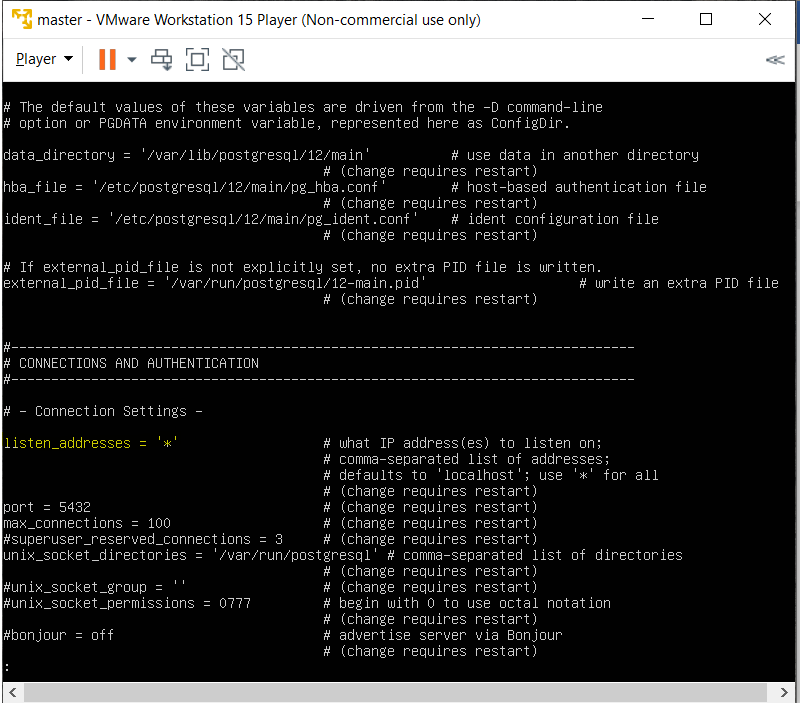 master - VMware Workstation 15 Player (Non-commercial use only)
Player
# The default values of these variables are driven from the -D command-line
# option or PGDATA environment variable, represented here as ConfigDir.
data_directory = '/var/lib/postgresql/12/main' # use data in another directory
# (change requires restart)
hba_file = '/etc/postgresql/12/main/pg_hba.conf' # host-based authentication file
# (change requires restart)
ident_file = '/etc/postgresql/12/main/pg_ident.conf' # ident configuration file
# (change requires restart)
# If external_pid_file is not explicitly set, no extra PID file is written.
external_pid_file = '/var/run/postgresql/12-main.pid' # write an extra PID file
# (change requires restart)
#------------------------------------------------------------------------------
# CONNECTIONS AND AUTHENTICATION
#------------------------------------------------------------------------------
# - Connection Settings -
listen_addresses = '*' # what IP address(es) to listen on;
# comma-separated list of addresses;
# defaults to 'localhost'; use '*' for all
# (change requires restart)
port = 5432 # (change requires restart)
max_connections = 100 # (change requires restart)
#superuser_reserved_connections = 3 # (change requires restart)
unix_socket_directories = '/var/run/postgresql' # comma-separated list of directories
# (change requires restart)
#unix_socket_group = '' # (change requires restart)
#unix_socket_permissions = 0777 # begin with 0 to use octal notation
# (change requires restart)
#bonjour = off # advertise server via Bonjour
# (change requires restart)
: